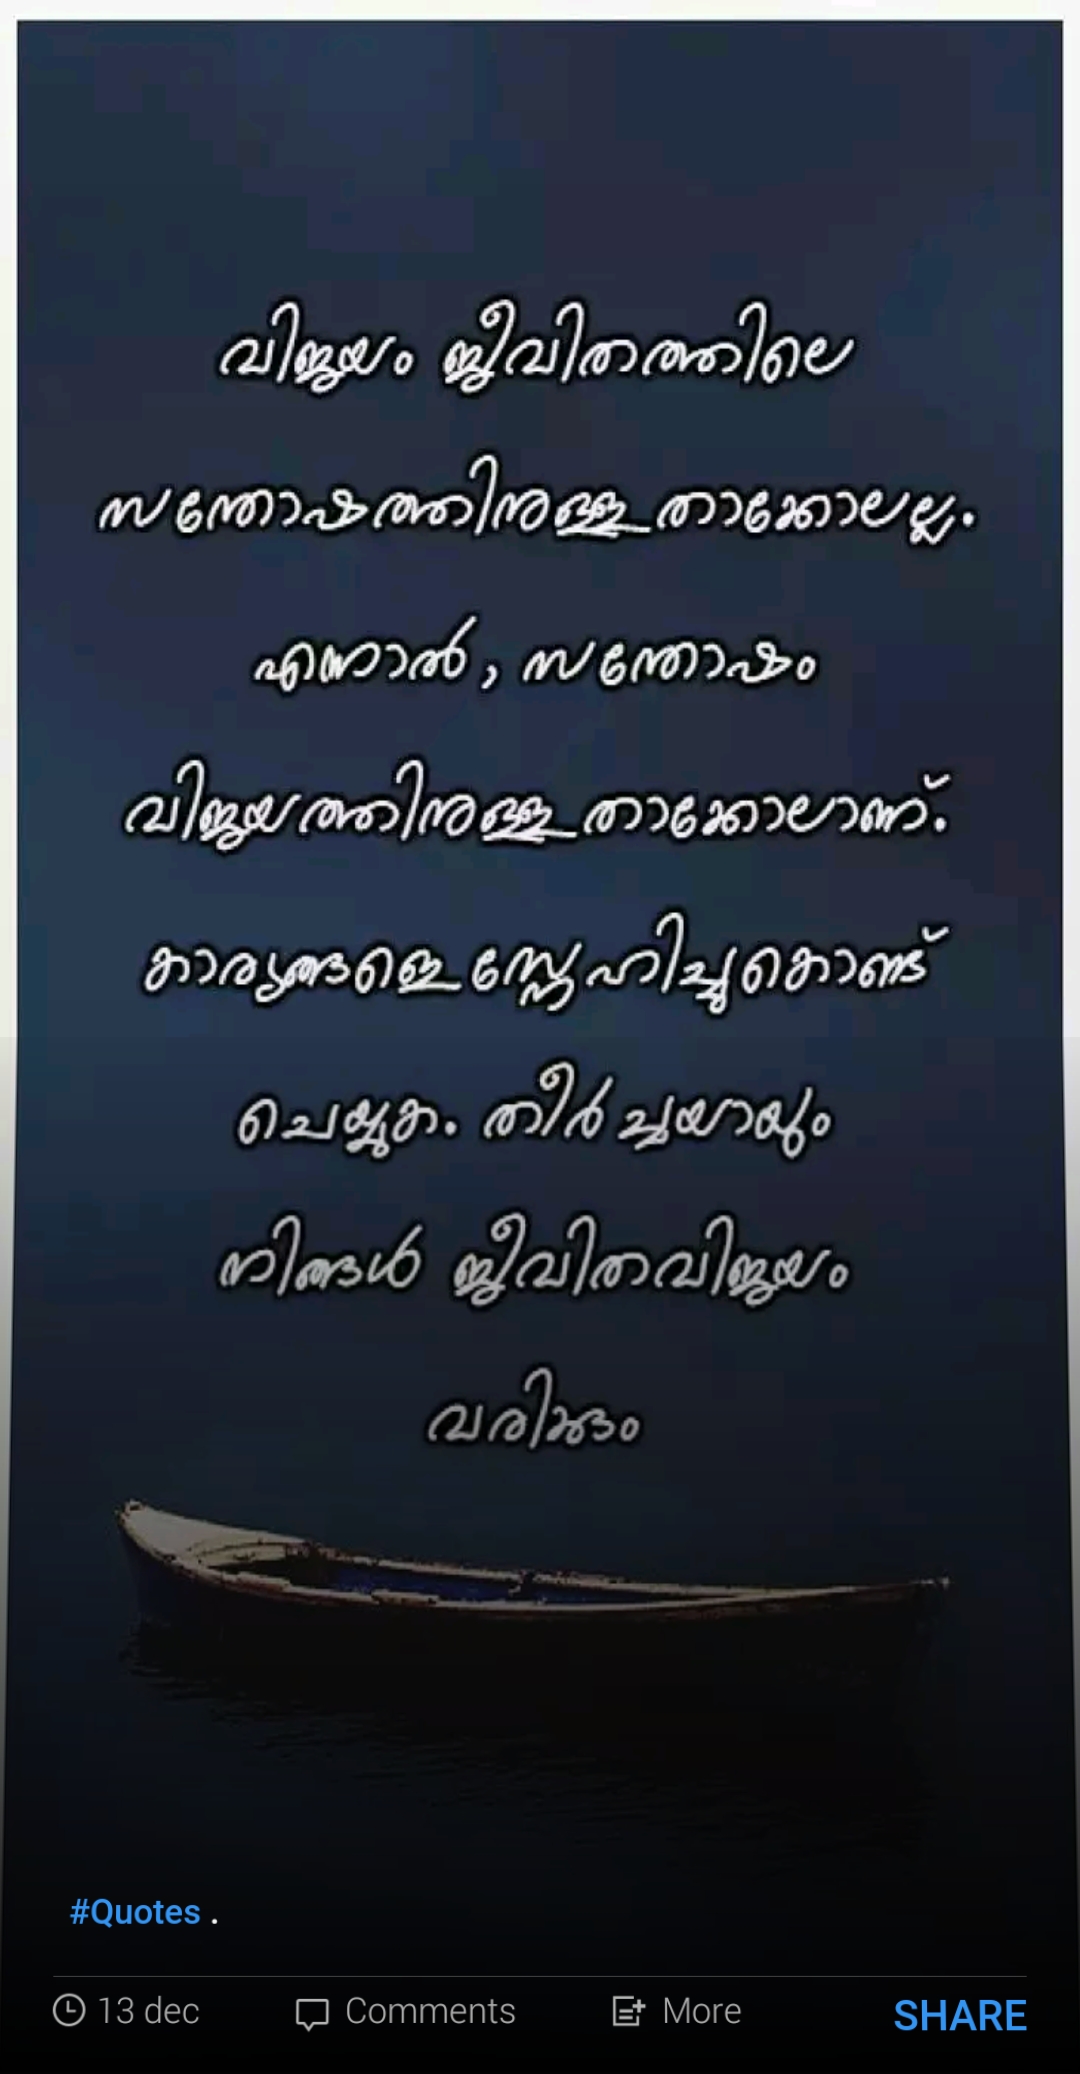 വിജയം ജീവിതത്തിലെ
സന്തോഷത്തിനുള്ള താക്കോലല്ല.
എന്നാൽ, സന്തോഷം
വിജയത്തിനുള്ള താക്കോലാണ്.
കാര്യങ്ങളെ സ്നേഹിച്ചുകൊണ്ട്
ചെയ്യുക. തീർച്ചയായും
നിങ്ങൾ ജീവിതവിജയം
വരിക്കും
#Quotes .
13 dec Comments More SHARE